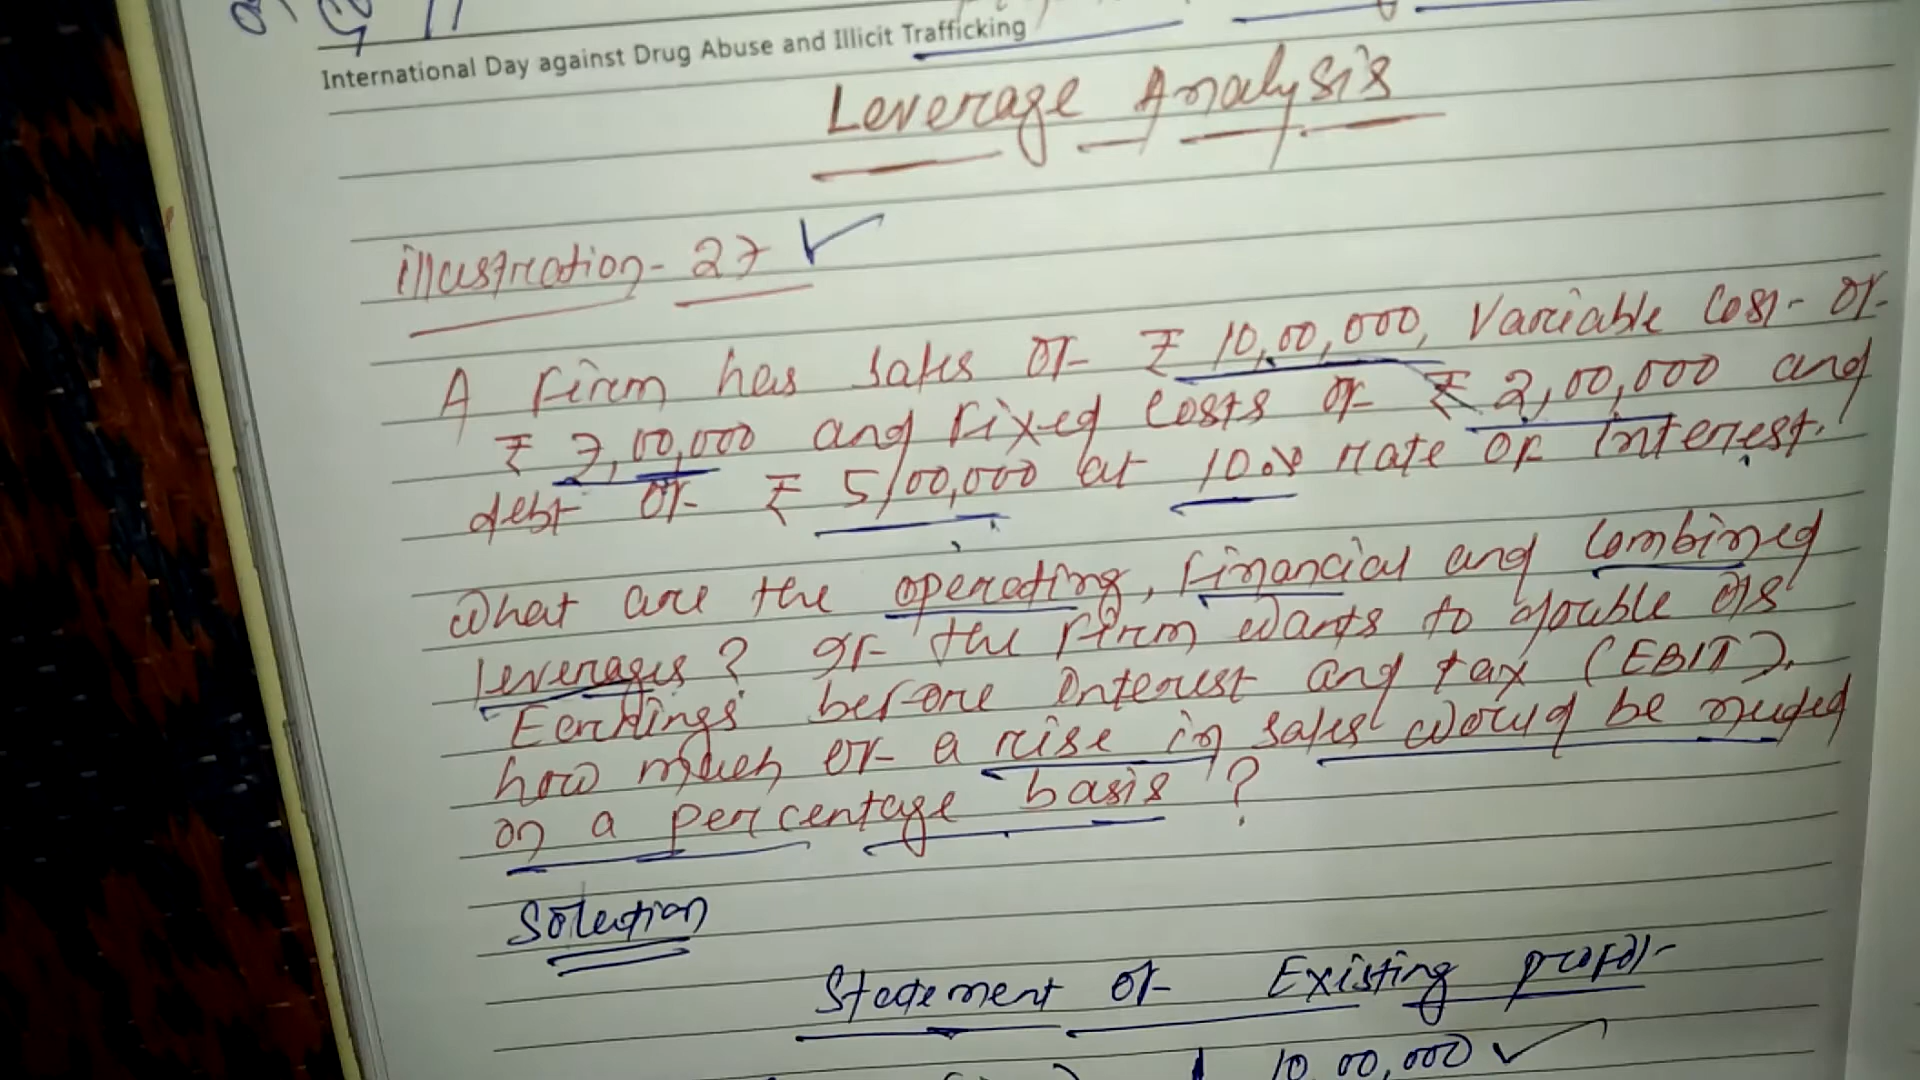 International Day against Drug Abuse and Illicit Trafficking
Leverage Analysis
illustration - 27
A firm has sales of ₹ 10,00,000, Variable Cost of
₹ 7,00,000 and fixed costs of ₹ 2,00,000 and
debt of ₹ 5,00,000 at 10% rate of interest.
What are the operating, financial and combined
leverages? If the firm wants to double its
Earnings before interest and tax (EBIT),
how much of a rise in sales would be needed
on a percentage basis?
Solution
Statement of Existing profit
10,00,000